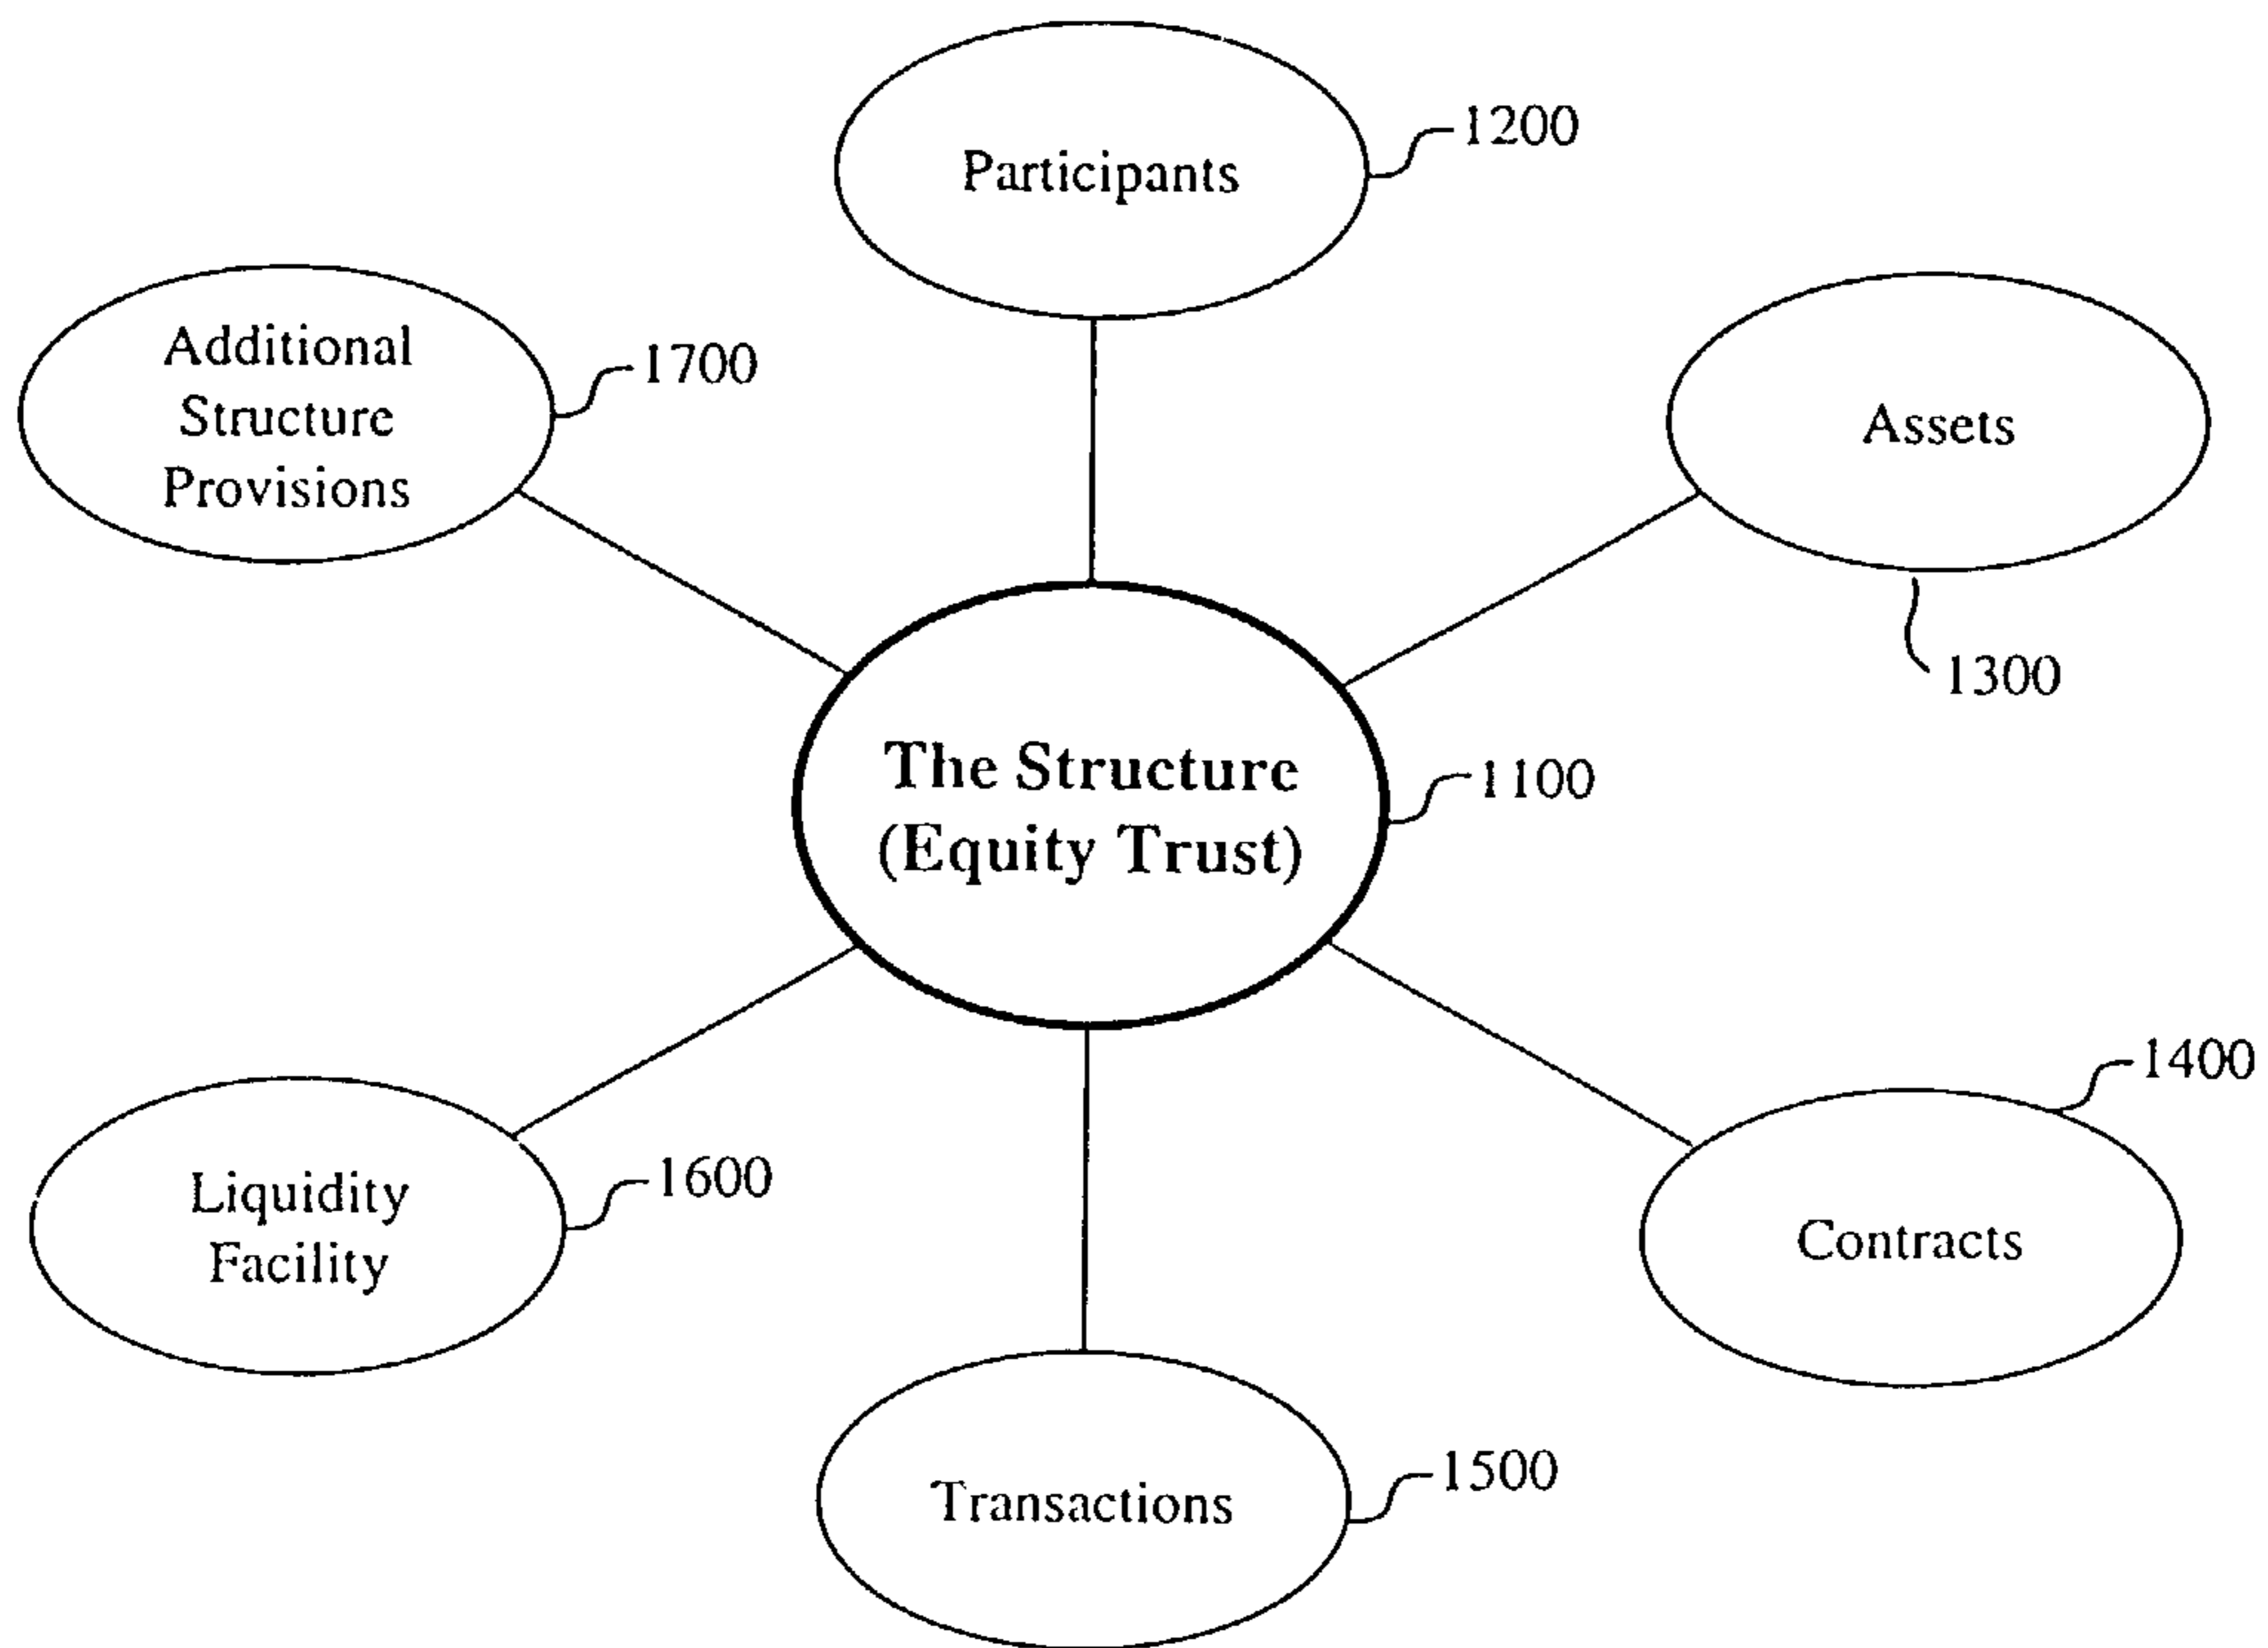 Participants
1200
Additional
Structure
Provisions
1700
Assets
1300
The Structure
(Equity Trust)
1100
Liquidity
Facility
1600
Contracts
1400
Transactions
1500